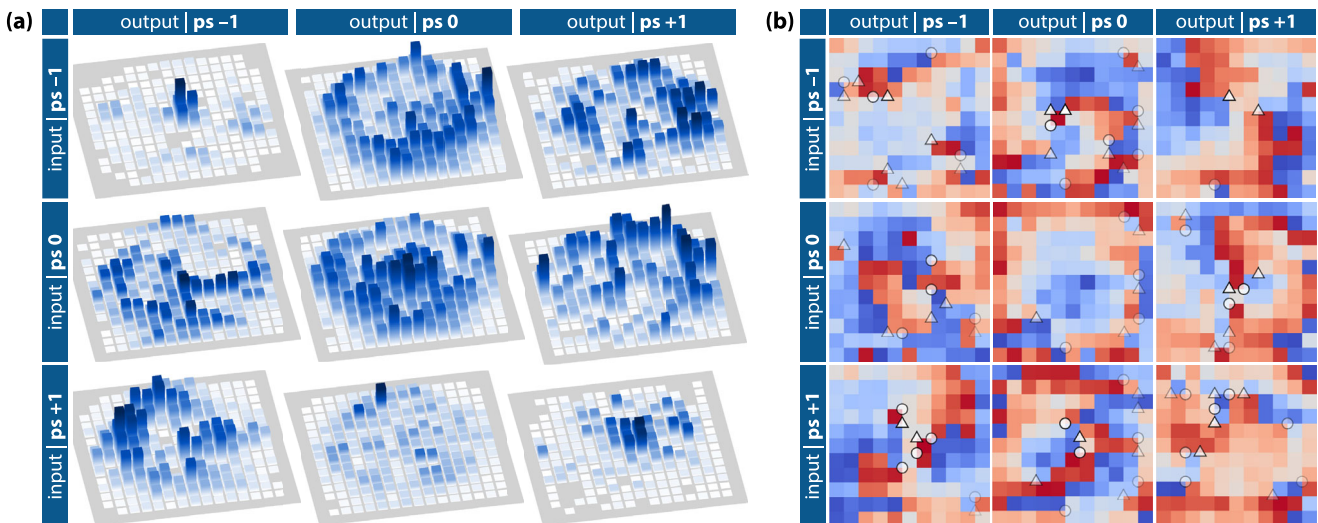 (a)
output | ps –1
output | ps 0
output | ps +1
input | ps –1
input | ps 0
input | ps +1
(b)
output | ps –1
output | ps 0
output | ps +1
input | ps –1
input | ps 0
input | ps +1